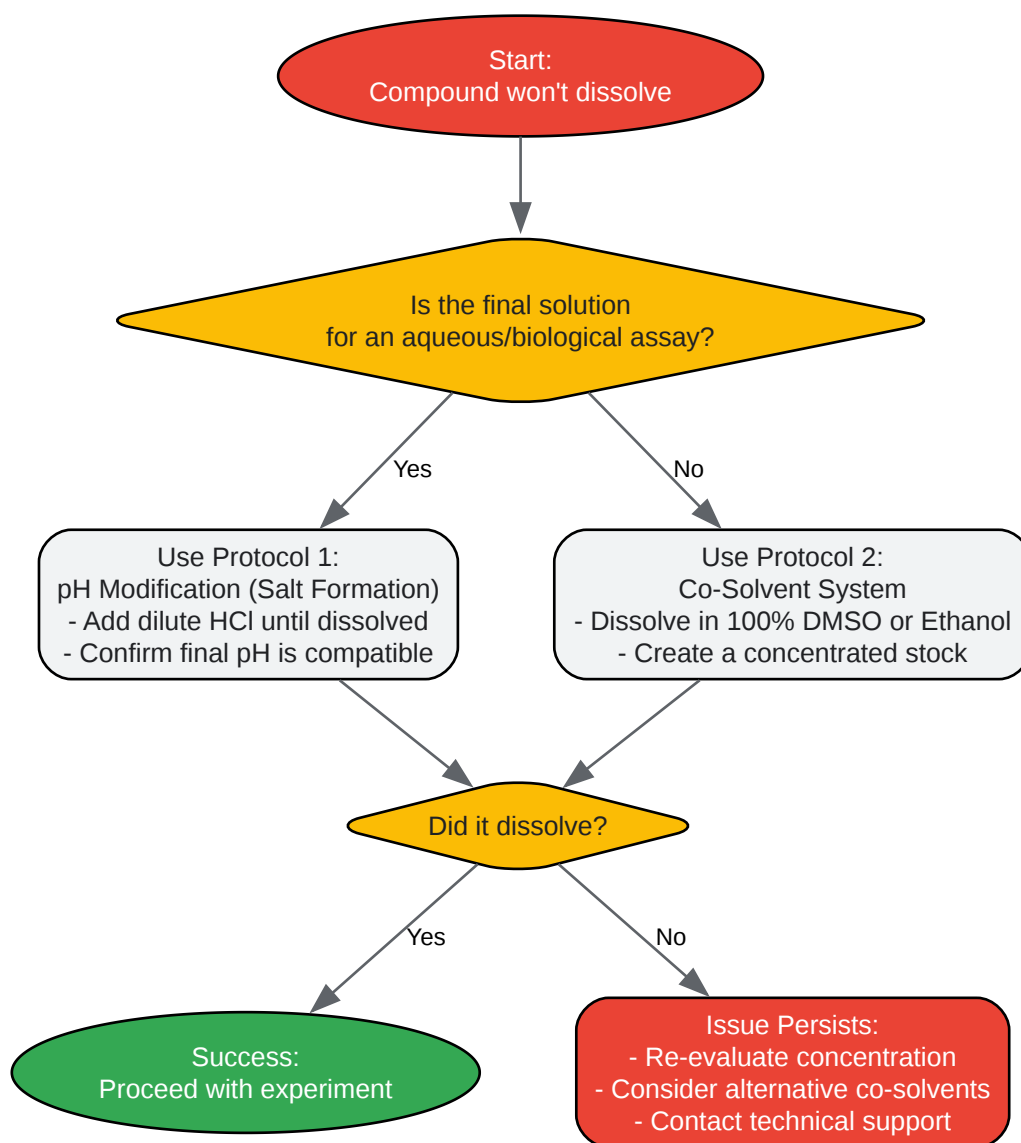 Start:
Compound won't dissolve
Is the final solution
for an aqueous/biological assay?
Yes
No
Use Protocol 1:
pH Modification (Salt Formation)
- Add dilute HCl until dissolved
- Confirm final pH is compatible
Use Protocol 2:
Co-Solvent System
- Dissolve in 100% DMSO or Ethanol
- Create a concentrated stock
Did it dissolve?
Yes
No
Success:
Proceed with experiment
Issue Persists:
- Re-evaluate concentration
- Consider alternative co-solvents
- Contact technical support